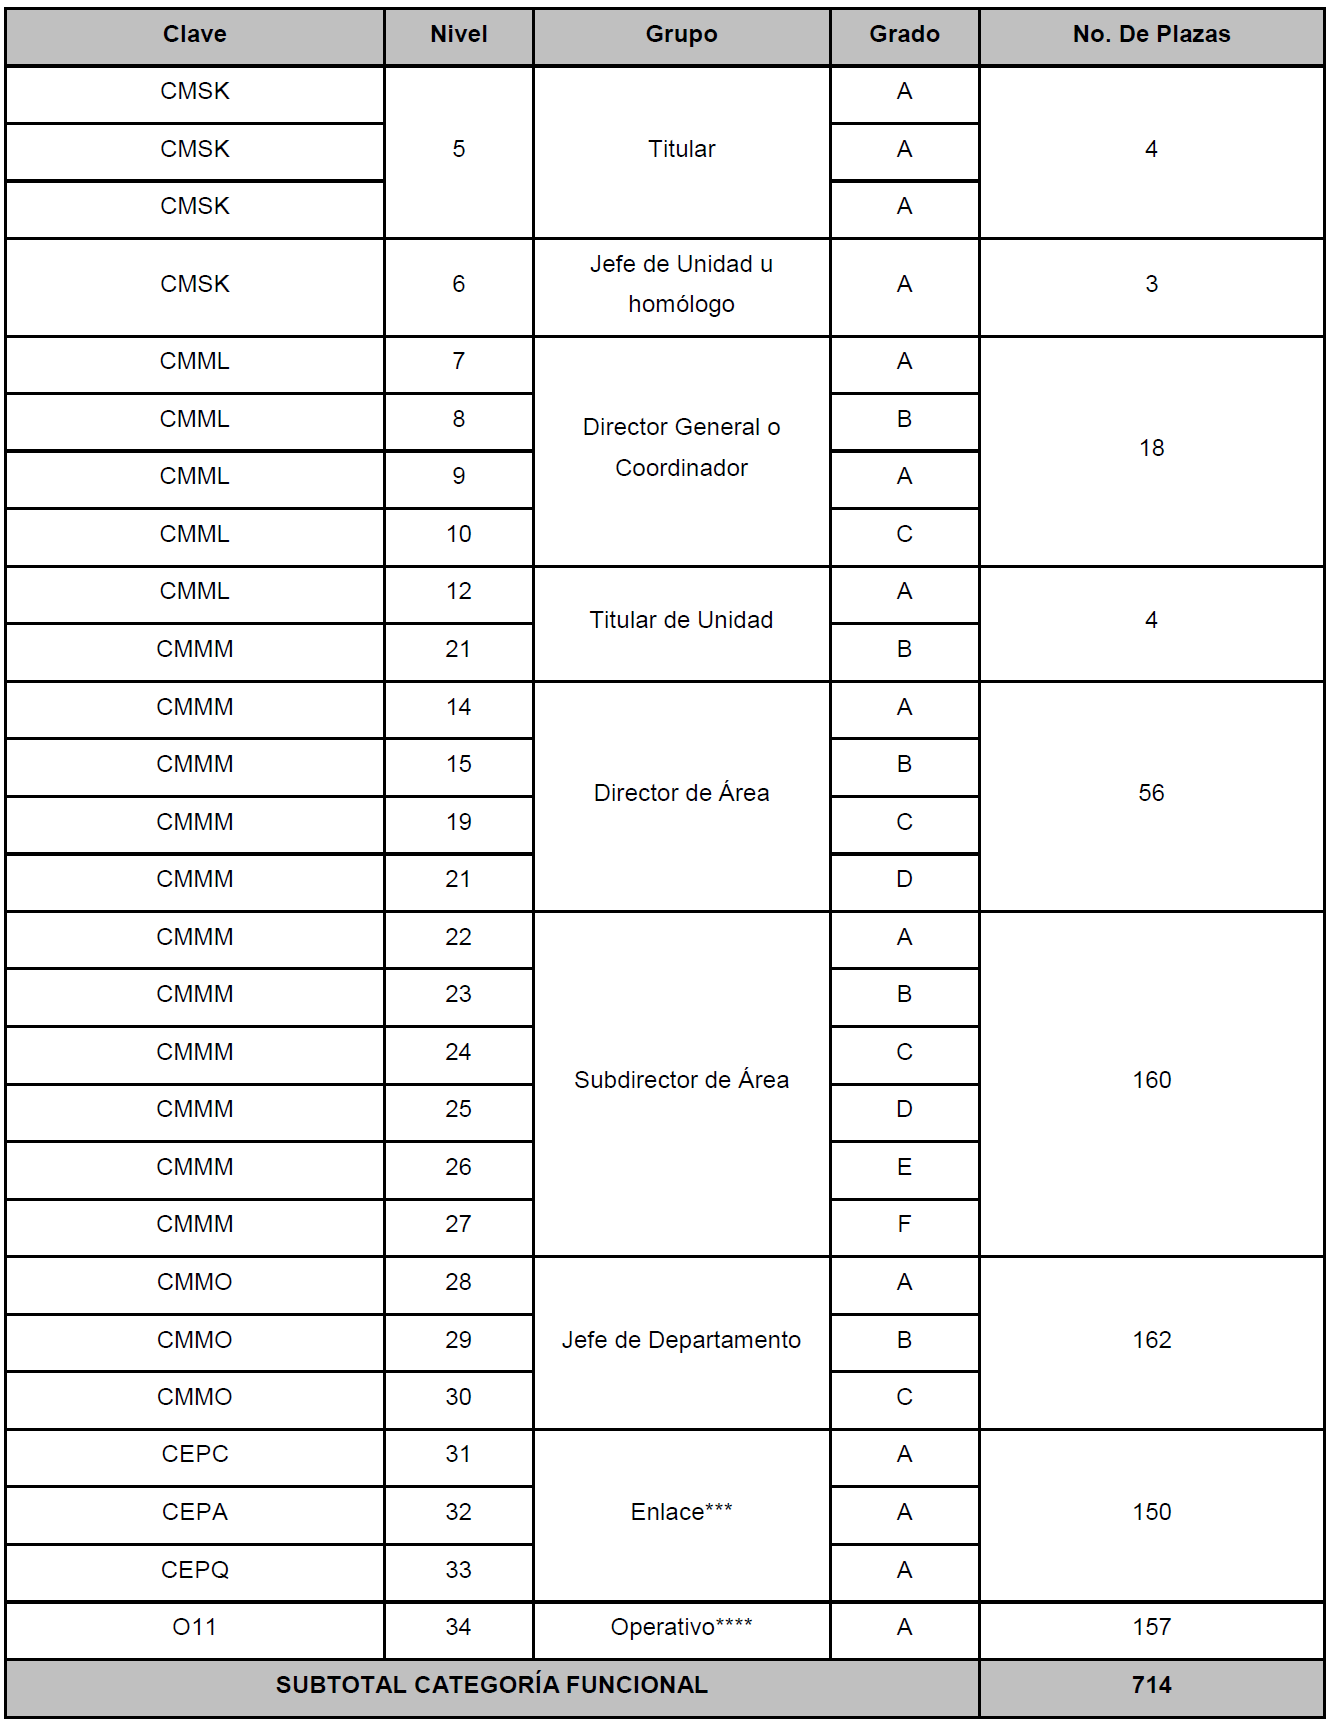 Clave Nivel Grupo Grado No. De Plazas
CMSK A
CMSK 5 Titular A 4
CMSK A
Jefe de Unidad u
CMSK 6 A 3
homólogo
CMML 7 A
CMML 8 B
Director General o
18
Coordinador
CMML 9 A
CMML 10 C
CMML 12 A
Titular de Unidad 4
CMMM 21 B
CMMM 14 A
CMMM 15 B
Director de Área 56
CMMM 19 C
CMMM 21 D
CMMM 22 A
CMMM 23 B
CMMM 24 C
Subdirector de Área 160
CMMM 25 D
CMMM 26 E
CMMM 27 F
CMMO 28 A
CMMO 29 Jefe de Departamento B 162
CMMO 30 C
CEPC 31 A
CEPA 32 Enlace*** A 150
CEPQ 33 A
O11 34 Operativo**** A 157
SUBTOTAL CATEGORÍA FUNCIONAL 714